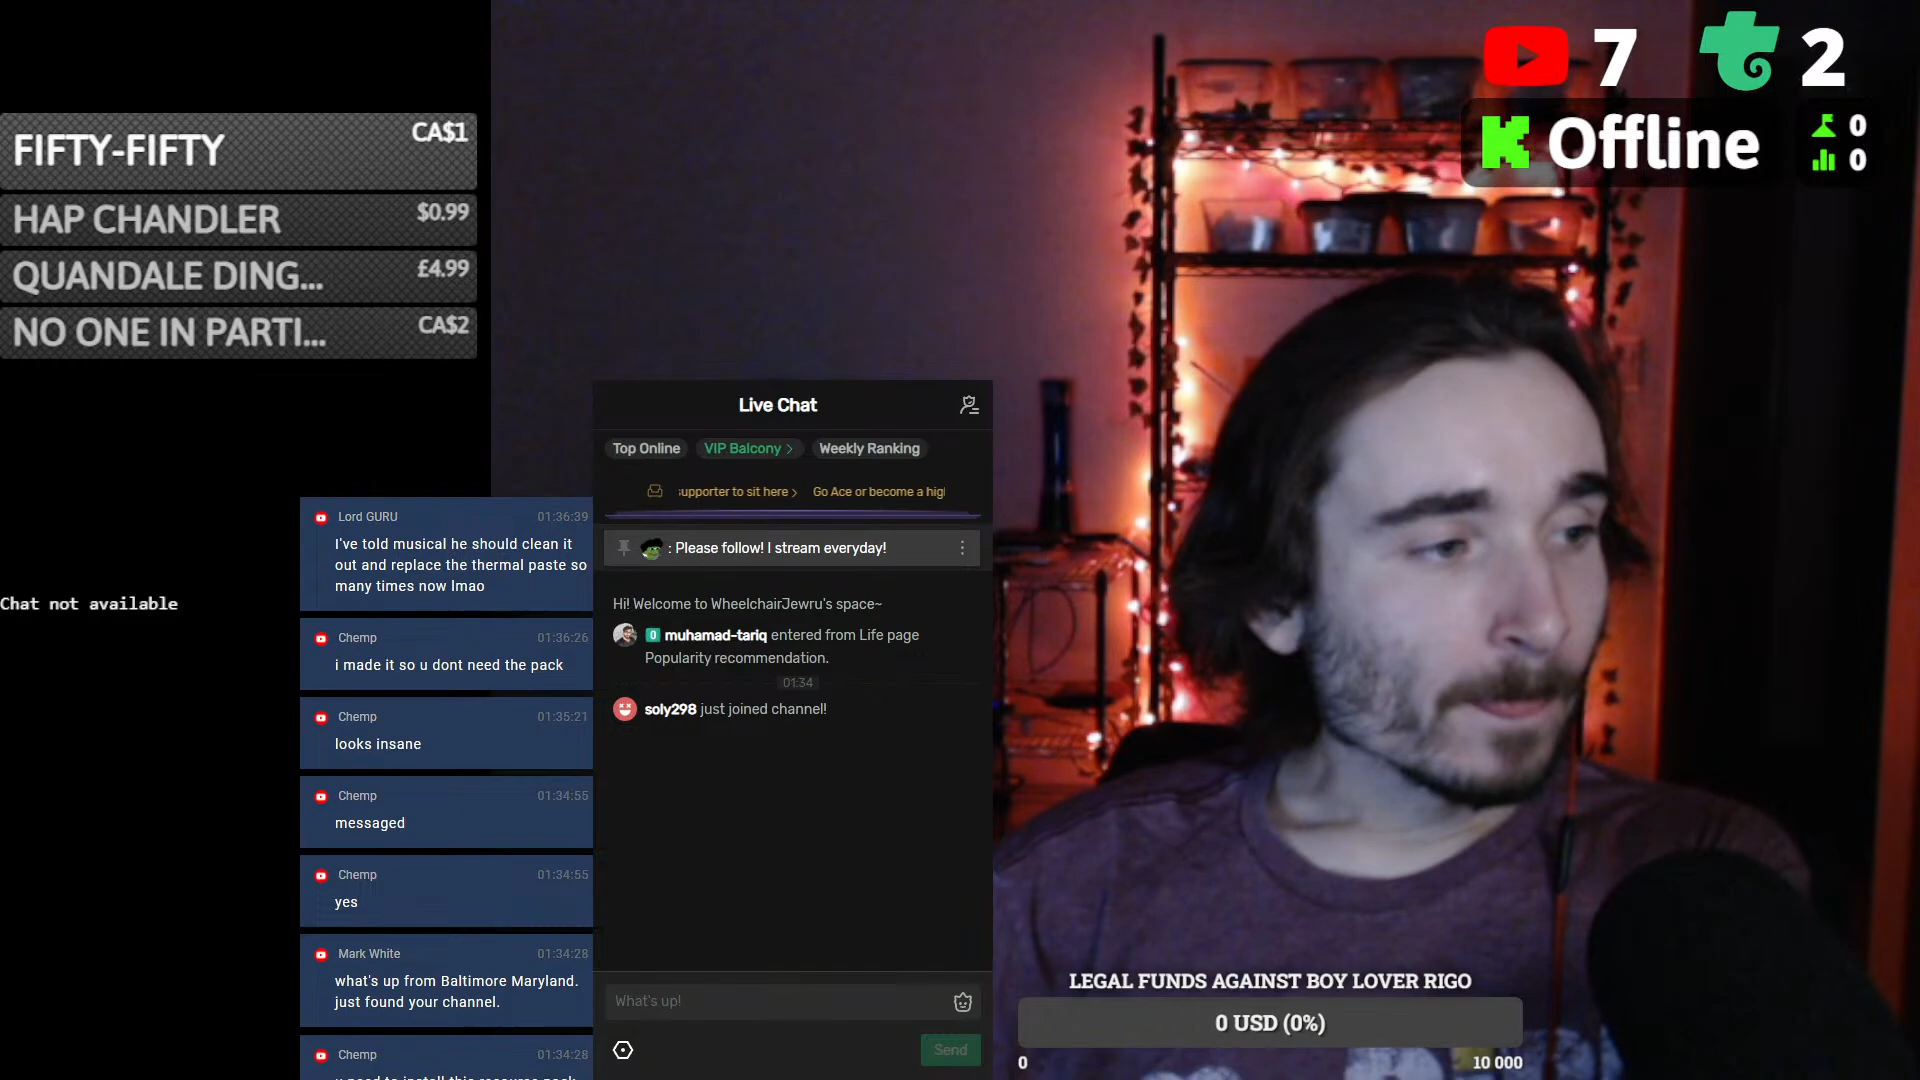 FIFTY-FIFTY
CA$1
HAP CHANDLER
$0.99
QUANDALE DING...
£4.99
NO ONE IN PARTI...
CA$2
Chat not available
Lord GURU
01:36:39
I've told musical he should clean it
out and replace the thermal paste so
many times now lmao
Chemp
01:36:26
i made it so u dont need the pack
Chemp
01:35:21
looks insane
Chemp
01:34:55
messaged
Chemp
01:34:55
yes
Mark White
01:34:28
what's up from Baltimore Maryland.
just found your channel.
Chemp
01:34:28
u need to install this resource pack
Live Chat
Top Online
VIP Balcony >
Weekly Ranking
upporter to sit here >
Go Ace or become a hig
: Please follow! I stream everyday!
Hi! Welcome to WheelchairJewru's space~
0 muhamad-tariq entered from Life page
Popularity recommendation.
01:34
soly298 just joined channel!
What's up!
Send
7
2
K Offline
0
0
LEGAL FUNDS AGAINST BOY LOVER RIGO
0 USD (0%)
0
10 000